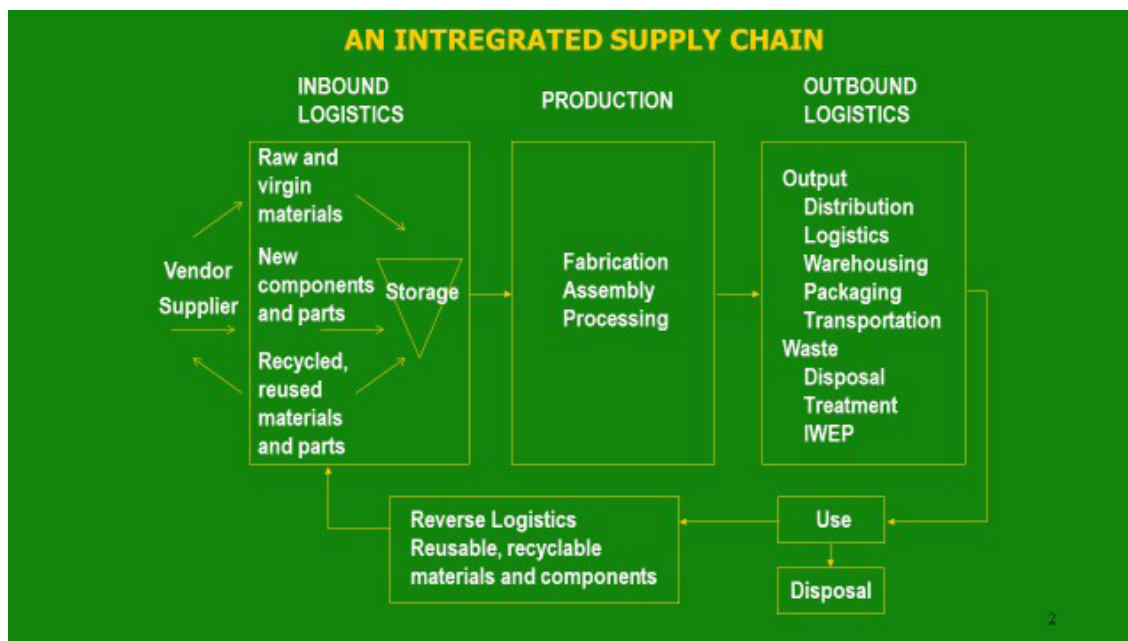 AN INTREGRATED SUPPLY CHAIN
INBOUND
LOGISTICS
PRODUCTION
OUTBOUND
LOGISTICS
Vendor
Supplier
Raw and
virgin
materials
New
components
and parts
Recycled,
reused
materials
and parts
Storage
Fabrication
Assembly
Processing
Output
Distribution
Logistics
Warehousing
Packaging
Transportation
Waste
Disposal
Treatment
IWEP
Reverse Logistics
Reusable, recyclable
materials and components
Use
Disposal
2